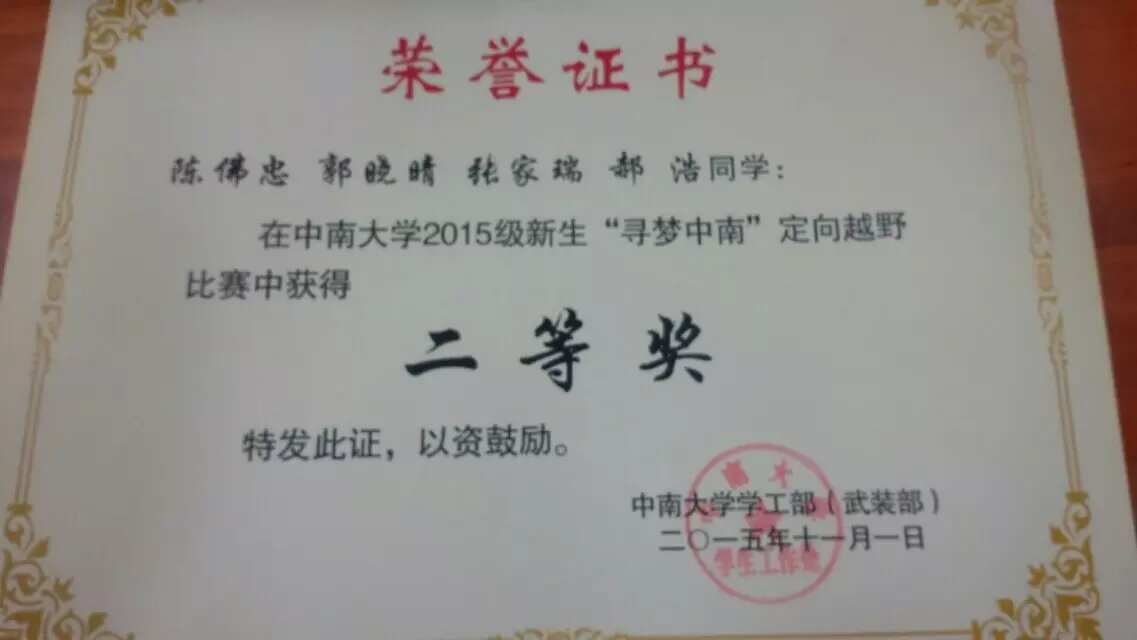 荣誉证书
陈佛忠 郭晓晴 张家瑞 郝 浩同学：
在中南大学2015级新生“寻梦中南”定向越野
比赛中获得
二等奖
特发此证，以资鼓励。
中南大学学工部（武装部）
二〇一五年十一月一日
学生工作处